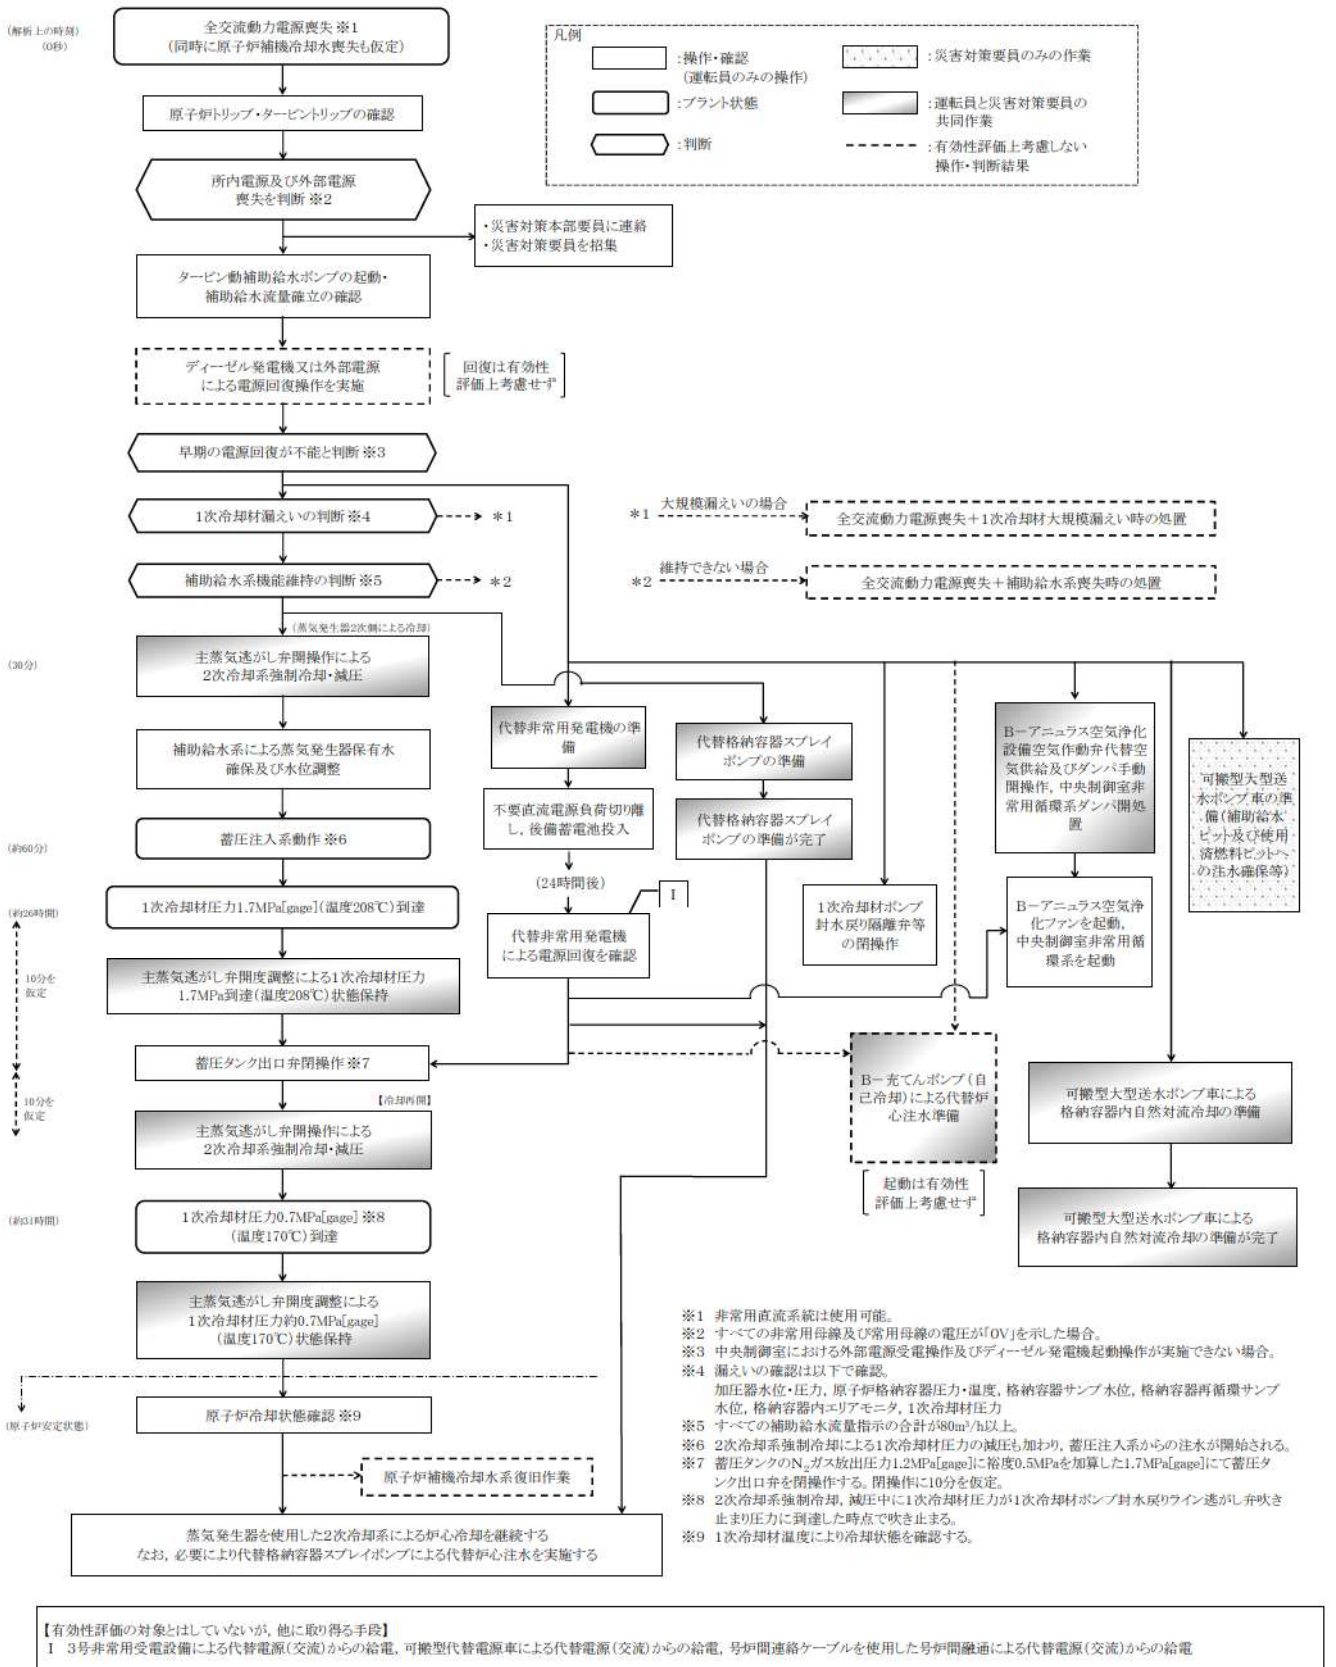 (解析上の時刻)
(0秒)
全交流動力電源喪失※1
(同時に原子炉補機冷却水喪失も仮定)
原子炉トリップ・タービントリップの確認
所内電源及び外部電源
喪失を判断※2
・災害対策本部要員に連絡
・災害対策要員を招集
タービン動補助給水ポンプの起動・
補助給水流量確立の確認
ディーゼル発電機又は外部電源
による電源回復操作を実施
回復は有効性
評価上考慮せず
早期の電源回復が不能と判断※3
1次冷却材漏えいの判断※4
*1
補助給水系機能維持の判断※5
*2
凡例
:操作・確認
(運転員のみの操作)
:プラント状態
:判断
:災害対策要員のみの作業
:運転員と災害対策要員の
共同作業
:有効性評価上考慮しない
操作・判断結果
*1
大規模漏えいの場合
全交流動力電源喪失+1次冷却材大規模漏えい時の処置
*2
維持できない場合
全交流動力電源喪失+補助給水系喪失時の処置
(蒸気発生器2次側による冷却)
(30分)
主蒸気逃がし弁開操作による
2次冷却系強制冷却・減圧
補助給水系による蒸気発生器保有水
確保及び水位調整
(約60分)
蓄圧注入系動作※6
(約26時間)
1次冷却材圧力1.7MPa[gage](温度208℃)到達
10分を
仮定
主蒸気逃がし弁開度調整による1次冷却材圧力
1.7MPa到達(温度208℃)状態保持
蓄圧タンク出口弁閉操作※7
10分を
仮定
【冷却再開】
主蒸気逃がし弁開操作による
2次冷却系強制冷却・減圧
(約31時間)
1次冷却材圧力0.7MPa[gage]※8
(温度170℃)到達
主蒸気逃がし弁開度調整による
1次冷却材圧力約0.7MPa[gage]
(温度170℃)状態保持
(原子炉安定状態)
原子炉冷却状態確認※9
原子炉補機冷却水系復旧作業
蒸気発生器を使用した2次冷却系による炉心冷却を継続する
なお,必要により代替格納容器スプレイポンプによる代替炉心注水を実施する
代替非常用発電機の準
備
不要直流電源負荷切り離
し,後備蓄電池投入
(24時間後)
I
代替非常用発電機
による電源回復を確認
代替格納容器スプレイ
ポンプの準備
代替格納容器スプレイ
ポンプの準備が完了
1次冷却材ポンプ
封水戻り隔離弁等
の閉操作
B-アニュラス空気浄化
設備空気作動弁代替空
気供給及びダンパ手動
開操作,中央制御室非
常用循環系ダンパ開処
置
B-アニュラス空気浄
化ファンを起動,
中央制御室非常用循
環系を起動
可搬型大型送
水ポンプ車の準
備(補助給水
ピット及び使用
済燃料ピットへ
の注水確保等)
B-充てんポンプ(自
己冷却)による代替炉
心注水準備
起動は有効性
評価上考慮せず
可搬型大型送水ポンプ車による
格納容器内自然対流冷却の準備
可搬型大型送水ポンプ車による
格納容器内自然対流冷却の準備が完了
※1 非常用直流系統は使用可能。
※2 すべての非常用母線及び常用母線の電圧が「0V」を示した場合。
※3 中央制御室における外部電源受電操作及びディーゼル発電機起動操作が実施できない場合。
※4 漏えいの確認は以下で確認。
加圧器水位・圧力,原子炉格納容器圧力・温度,格納容器サンプ水位,格納容器再循環サンプ
水位,格納容器内エリアモニタ,1次冷却材圧力
※5 すべての補助給水流量指示の合計が80m³/h以上。
※6 2次冷却系強制冷却による1次冷却材圧力の減圧も加わり,蓄圧注入系からの注水が開始される。
※7 蓄圧タンクのN₂ガス放出圧力1.2MPa[gage]に裕度0.5MPaを加算した1.7MPa[gage]にて蓄圧タ
ンク出口弁を閉操作する。閉操作に10分を仮定。
※8 2次冷却系強制冷却,減圧中に1次冷却材圧力が1次冷却材ポンプ封水戻りライン逃がし弁吹き
止まり圧力に到達した時点で吹き止まる。
※9 1次冷却材温度により冷却状態を確認する。
【有効性評価の対象とはしていないが,他に取り得る手段】
I 3号非常用受電設備による代替電源(交流)からの給電,可搬型代替電源車による代替電源(交流)からの給電,号炉間連絡ケーブルを使用した号炉間融通による代替電源(交流)からの給電